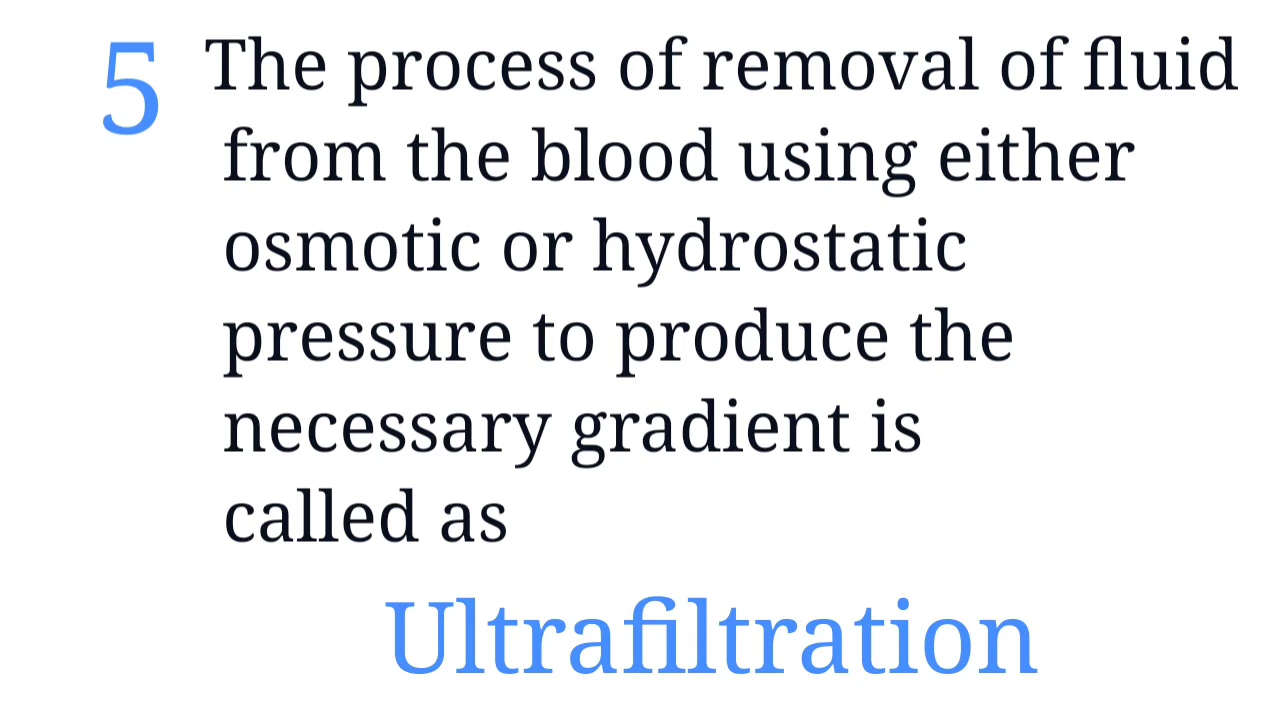 5 The process of removal of fluid
from the blood using either
osmotic or hydrostatic
pressure to produce the
necessary gradient is
called as
Ultrafiltration